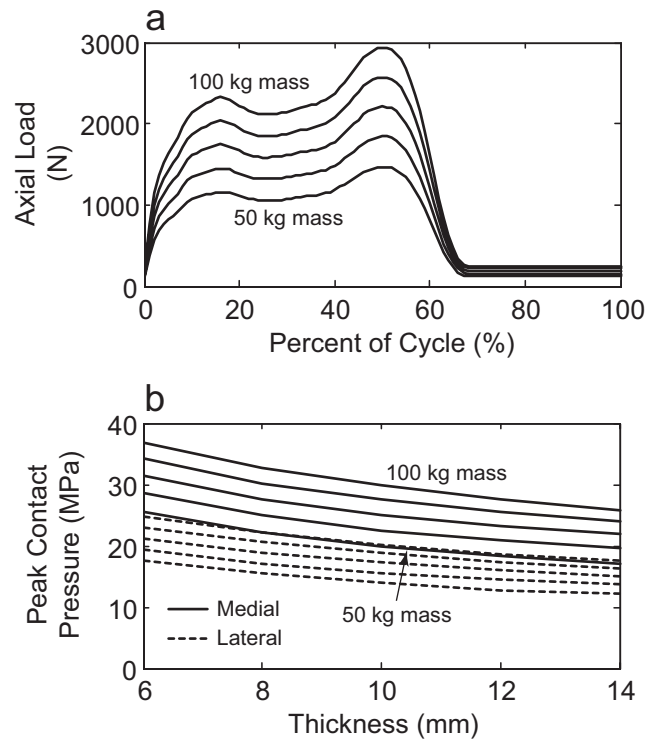 a
3000
2000
1000
0
Axial Load
(N)
100 kg mass
50 kg mass
0 20 40 60 80 100
Percent of Cycle (%)
b
40
30
20
10
0
Peak Contact
Pressure (MPa)
100 kg mass
50 kg mass
Medial
Lateral
6 8 10 12 14
Thickness (mm)